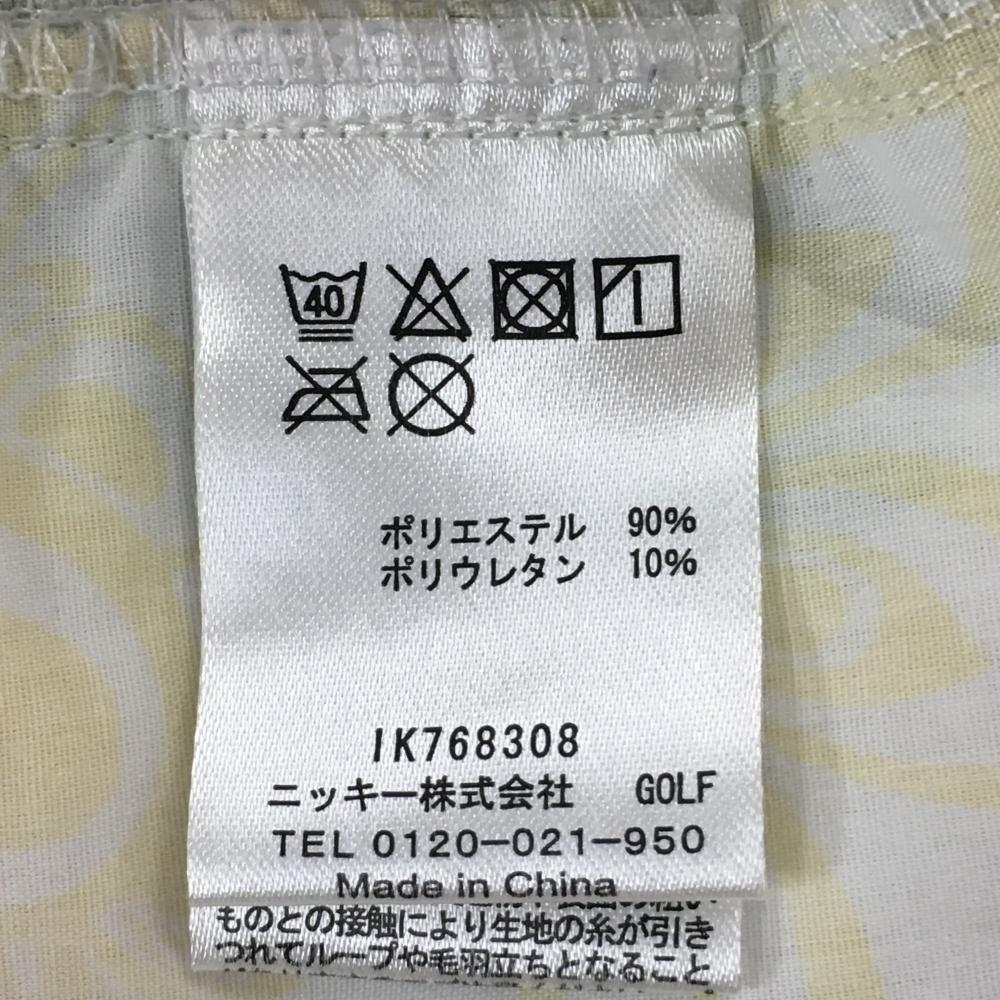 40
ポリエステル 90%
ポリウレタン 10%
IK768308
ニッキー株式会社 GOLF
TEL 0120-021-950
Made in China
ものとの接触により生地の糸が引き
つれてループや毛羽立ちとなること